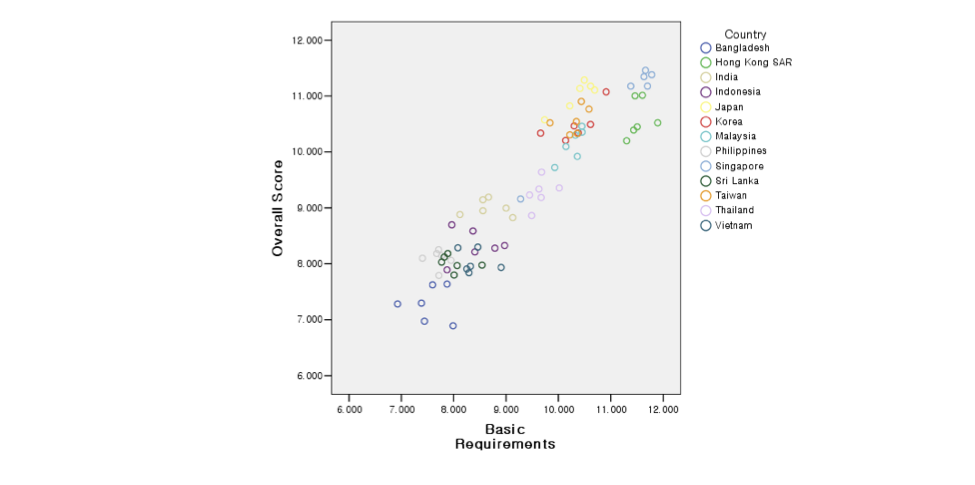 Country
Bangladesh
Hong Kong SAR
India
Indonesia
Japan
Korea
Malaysia
Philippines
Singapore
Sri Lanka
Taiwan
Thailand
Vietnam
Overall Score
12.000
11.000
10.000
9.000
8.000
7.000
6.000
6.000 7.000 8.000 9.000 10.000 11.000 12.000
Basic
Requirements